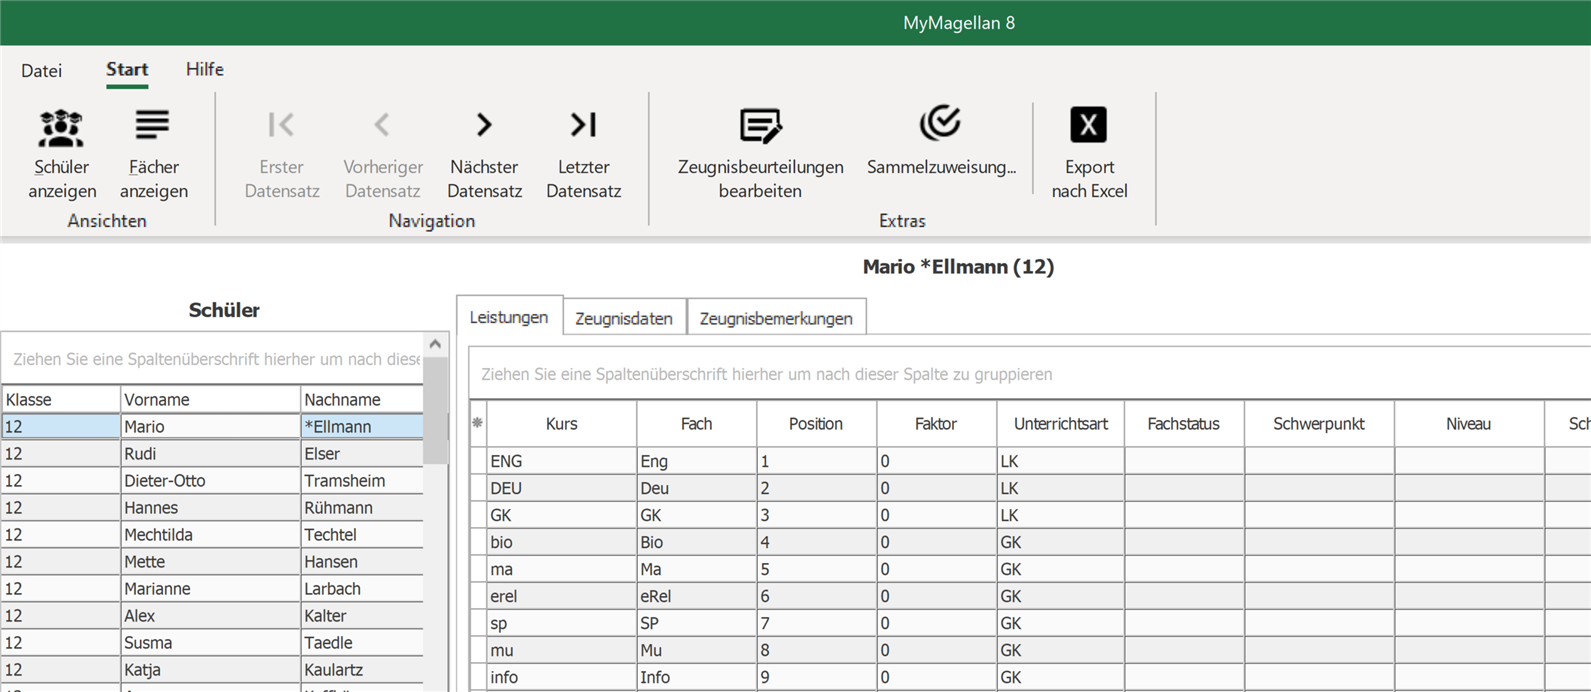 MyMagellan 8
Datei Start Hilfe
Schüler anzeigen
Fächer anzeigen
Erster Datensatz
Vorheriger Datensatz
Nächster Datensatz
Letzter Datensatz
Zeugnisbeurteilungen bearbeiten
Sammelzuweisung...
Export nach Excel
Ansichten Navigation Extras
Mario *Ellmann (12)
Schüler
Ziehen Sie eine Spaltenüberschrift hierher um nach diese
Klasse Vorname Nachname
12 Mario *Ellmann
12 Rudi Elser
12 Dieter-Otto Tramsheim
12 Hannes Rühmann
12 Mechtilda Techtel
12 Mette Hansen
12 Marianne Larbach
12 Alex Kalter
12 Susma Taedle
12 Katja Kaulartz
Leistungen Zeugnisdaten Zeugnisbemerkungen
Ziehen Sie eine Spaltenüberschrift hierher um nach dieser Spalte zu gruppieren
Kurs Fach Position Faktor Unterrichtsart Fachstatus Schwerpunkt Niveau Sch
ENG Eng 1 0 LK
DEU Deu 2 0 LK
GK GK 3 0 LK
bio Bio 4 0 GK
ma Ma 5 0 GK
erel eRel 6 0 GK
sp SP 7 0 GK
mu Mu 8 0 GK
info Info 9 0 GK